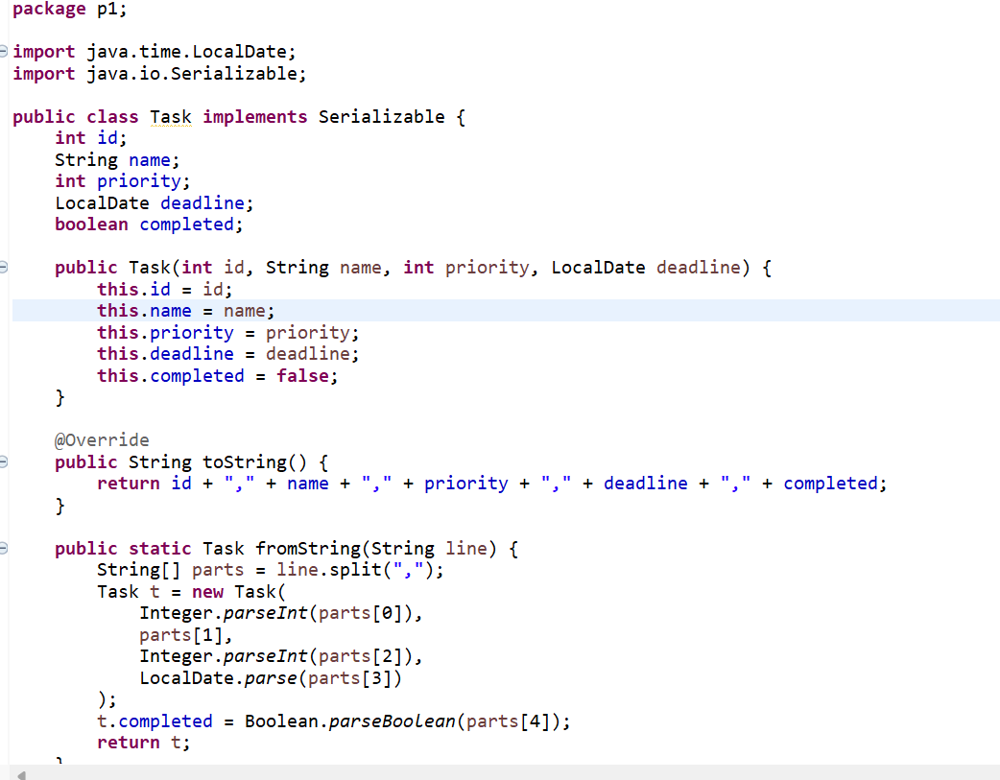 package p1;
import java.time.LocalDate;
import java.io.Serializable;
public class Task implements Serializable {
    int id;
    String name;
    int priority;
    LocalDate deadline;
    boolean completed;
    public Task(int id, String name, int priority, LocalDate deadline) {
        this.id = id;
        this.name = name;
        this.priority = priority;
        this.deadline = deadline;
        this.completed = false;
    }
    @Override
    public String toString() {
        return id + "," + name + "," + priority + "," + deadline + "," + completed;
    }
    public static Task fromString(String line) {
        String[] parts = line.split(",");
        Task t = new Task(
            Integer.parseInt(parts[0]),
            parts[1],
            Integer.parseInt(parts[2]),
            LocalDate.parse(parts[3])
        );
        t.completed = Boolean.parseBoolean(parts[4]);
        return t;
    }